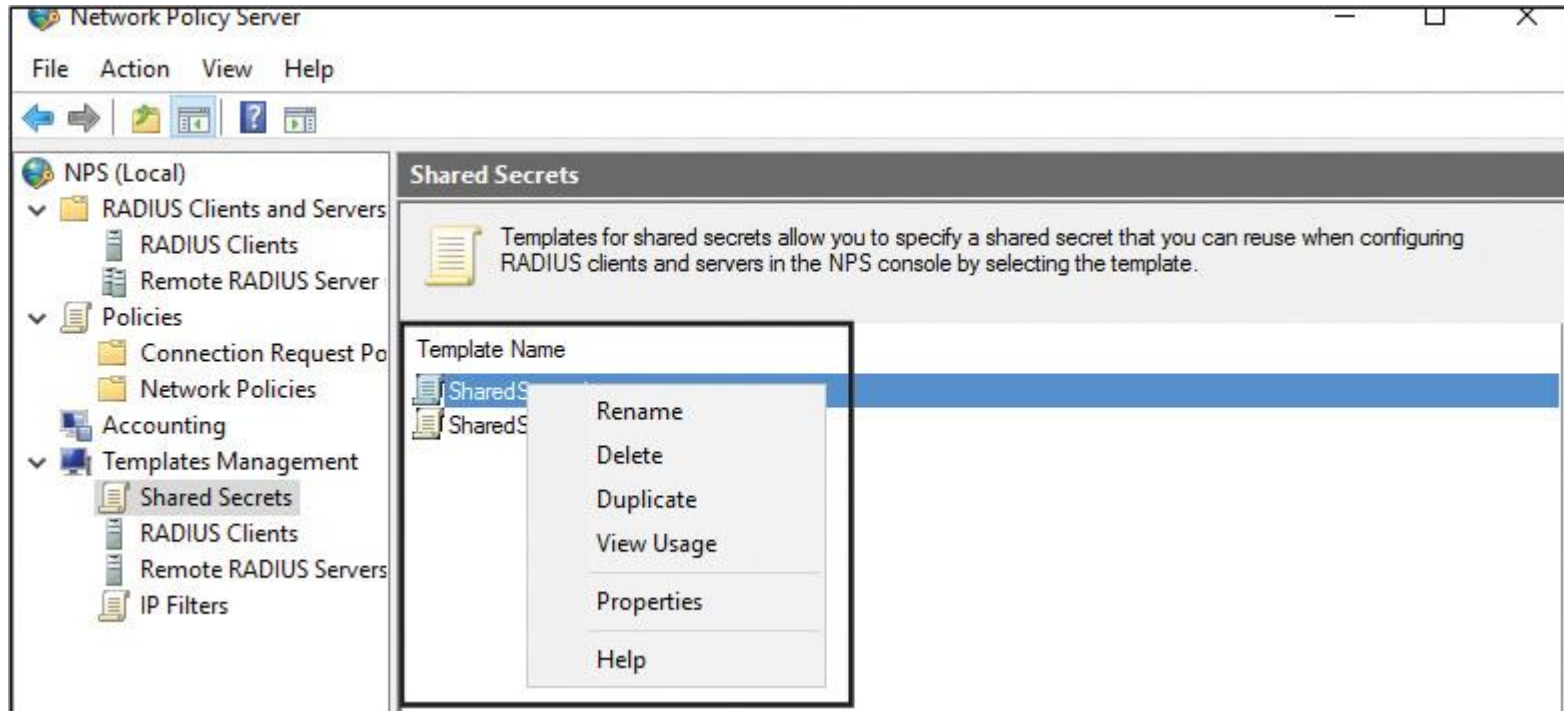 Network Policy Server
File Action View Help
NPS (Local)
RADIUS Clients and Servers
RADIUS Clients
Remote RADIUS Server
Policies
Connection Request Po
Network Policies
Accounting
Templates Management
Shared Secrets
RADIUS Clients
Remote RADIUS Servers
IP Filters
Shared Secrets
Templates for shared secrets allow you to specify a shared secret that you can reuse when configuring
RADIUS clients and servers in the NPS console by selecting the template.
Template Name
SharedS
SharedS
Rename
Delete
Duplicate
View Usage
Properties
Help